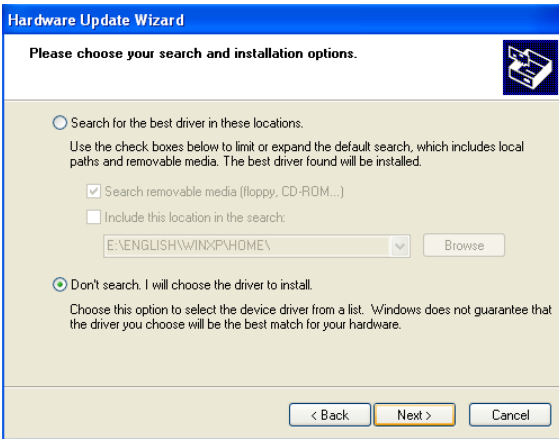 Hardware Update Wizard
Please choose your search and installation options.
Search for the best driver in these locations.
Use the check boxes below to limit or expand the default search, which includes local
paths and removable media. The best driver found will be installed.
Search removable media (floppy, CD-ROM...)
Include this location in the search:
E:\ENGLISH\WINXP\HOME\ Browse
Don't search. I will choose the driver to install.
Choose this option to select the device driver from a list. Windows does not guarantee that
the driver you choose will be the best match for your hardware.
< Back Next > Cancel